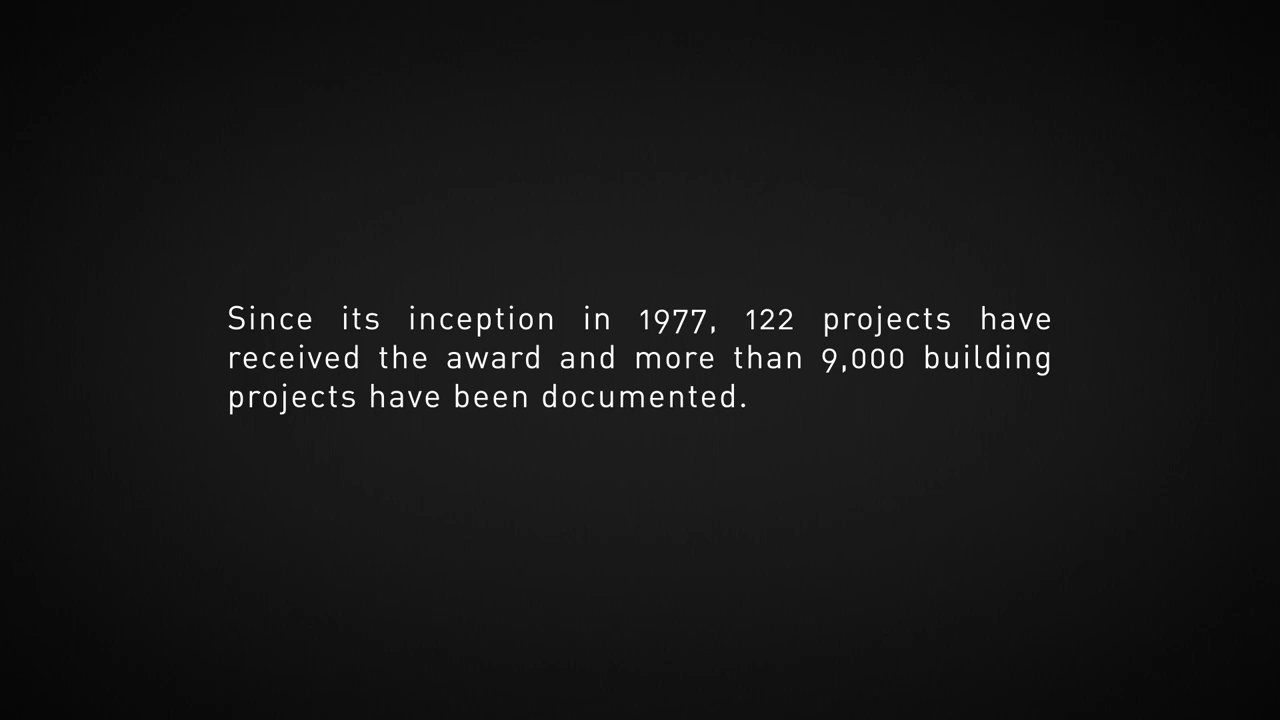 Since its inception in 1977, 122 projects have
received the award and more than 9,000 building
projects have been documented.